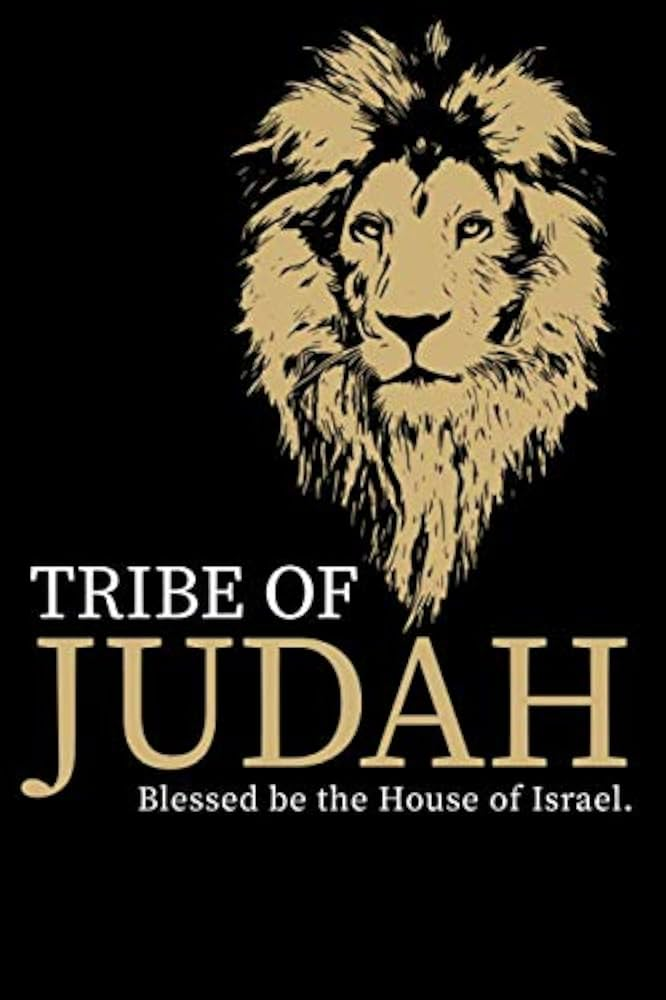 TRIBE OF
JUDAH
Blessed be the House of Israel.